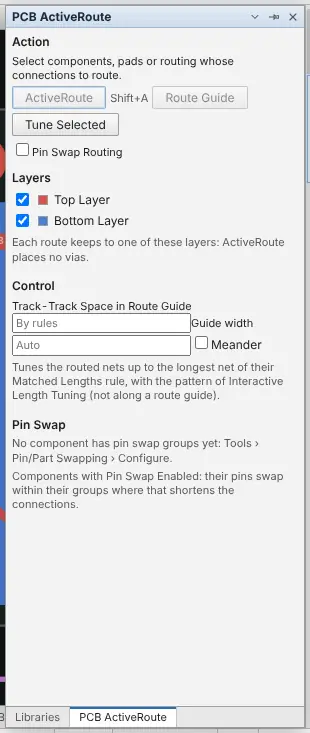 PCB ActiveRoute
Action
Select components, pads or routing whose
connections to route.
ActiveRoute Shift+A Route Guide
Tune Selected
Pin Swap Routing
Layers
Top Layer
Bottom Layer
Each route keeps to one of these layers: ActiveRoute
places no vias.
Control
Track-Track Space in Route Guide
By rules Guide width
Auto Meander
Tunes the routed nets up to the longest net of their
Matched Lengths rule, with the pattern of Interactive
Length Tuning (not along a route guide).
Pin Swap
No component has pin swap groups yet: Tools ›
Pin/Part Swapping › Configure.
Components with Pin Swap Enabled: their pins swap
within their groups where that shortens the
connections.
Libraries PCB ActiveRoute